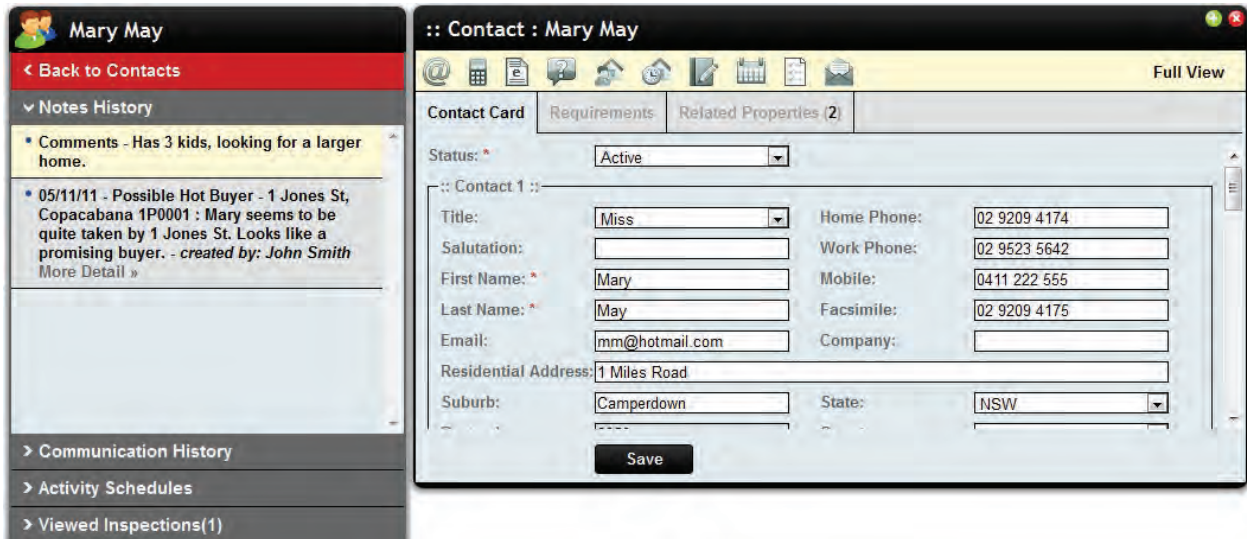 Mary May
< Back to Contacts
Notes History
• Comments - Has 3 kids, looking for a larger
home.
• 05/11/11 - Possible Hot Buyer - 1 Jones St,
Copacabana 1P0001 : Mary seems to be
quite taken by 1 Jones St. Looks like a
promising buyer. - created by: John Smith
More Detail »
> Communication History
> Activity Schedules
> Viewed Inspections(1)
:: Contact : Mary May
Full View
Contact Card Requirements Related Properties (2)
Status: * Active
:: Contact 1 ::
Title: Miss Home Phone: 02 9209 4174
Salutation: Work Phone: 02 9523 5642
First Name: * Mary Mobile: 0411 222 555
Last Name: * May Facsimile: 02 9209 4175
Email: mm@hotmail.com Company:
Residential Address: 1 Miles Road
Suburb: Camperdown State: NSW
Save